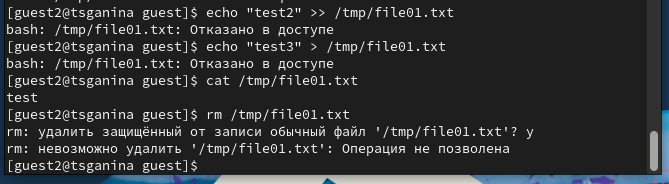 [guest2@tsganina guest]$ echo "test2" >> /tmp/file01.txt
bash: /tmp/file01.txt: Отказано в доступе
[guest2@tsganina guest]$ echo "test3" > /tmp/file01.txt
bash: /tmp/file01.txt: Отказано в доступе
[guest2@tsganina guest]$ cat /tmp/file01.txt
test
[guest2@tsganina guest]$ rm /tmp/file01.txt
rm: удалить защищённый от записи обычный файл '/tmp/file01.txt'? y
rm: невозможно удалить '/tmp/file01.txt': Операция не позволена
[guest2@tsganina guest]$